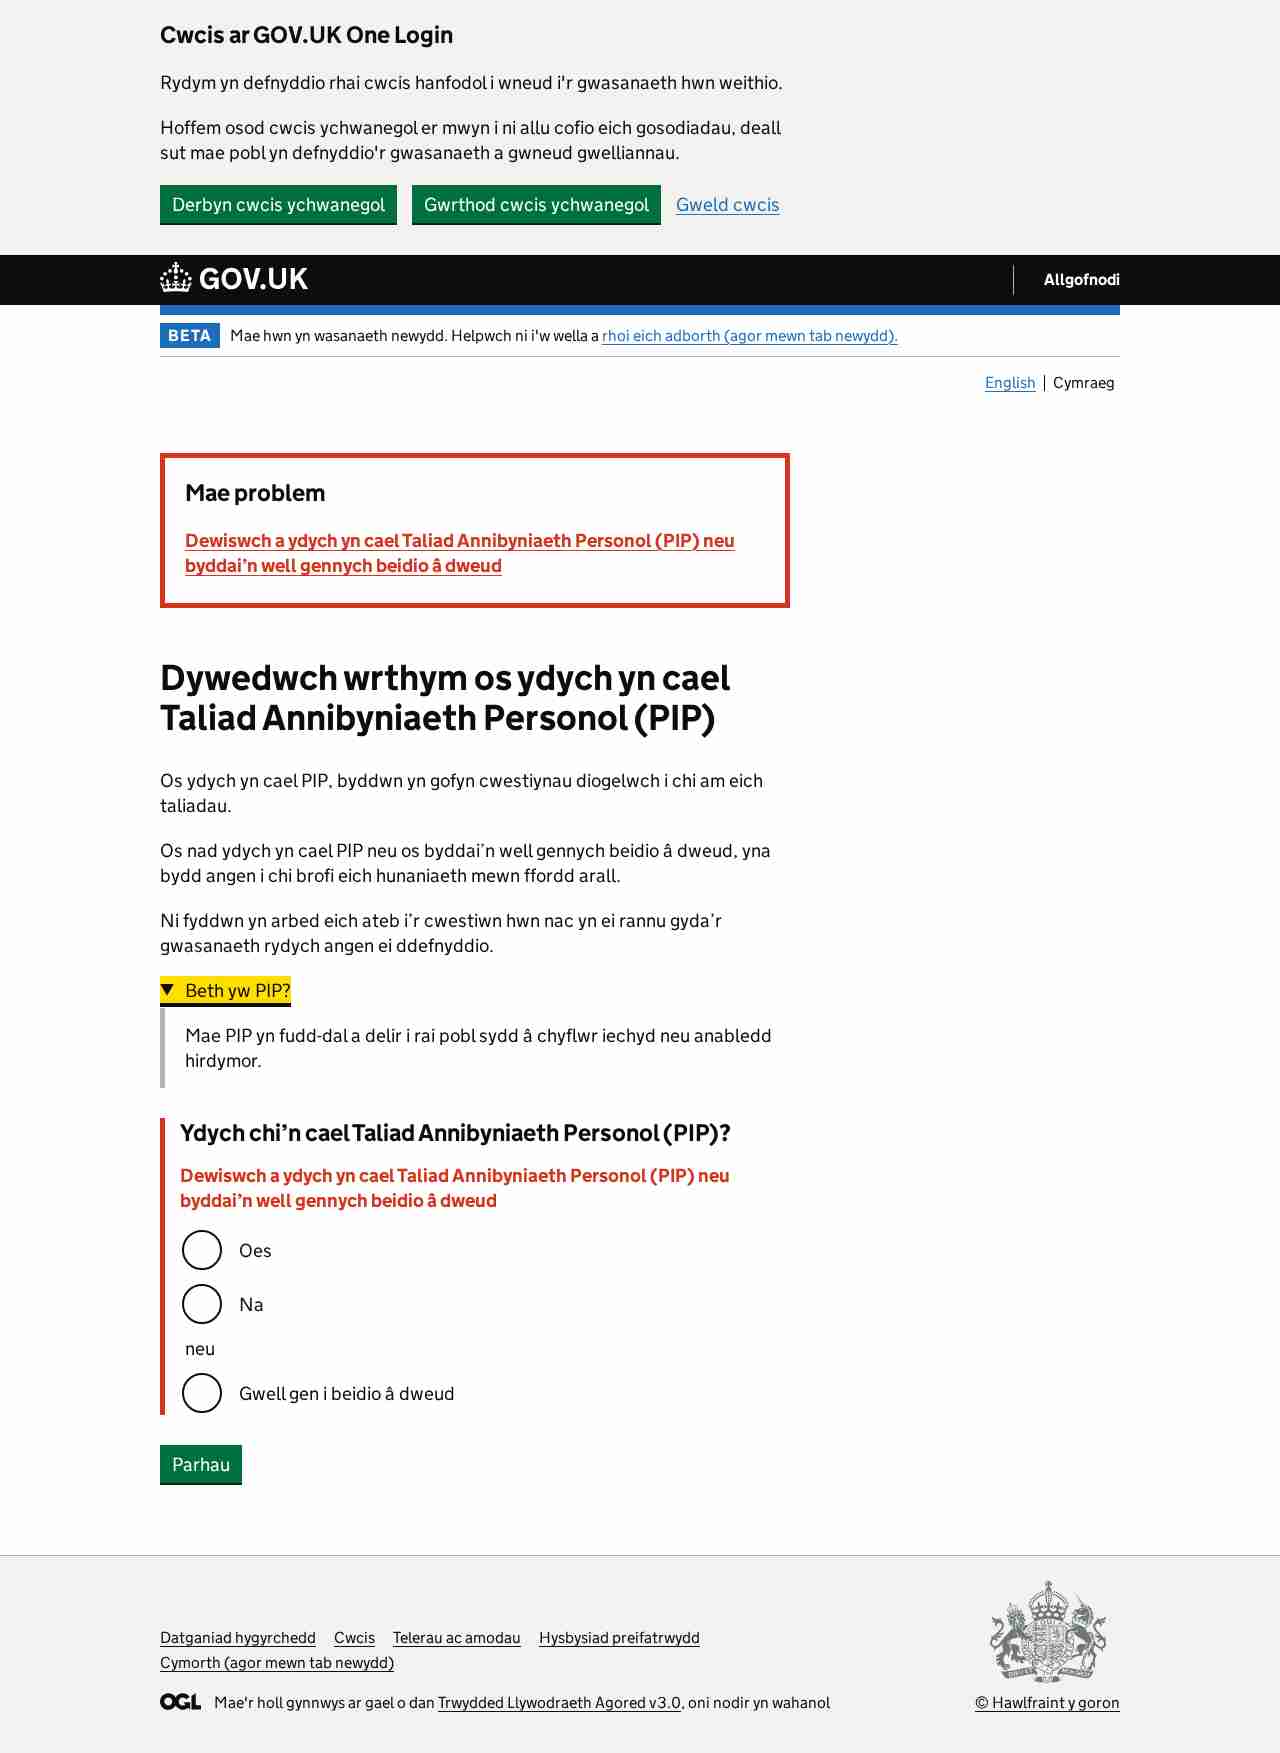 Cwcis ar GOV.UK One Login
Rydym yn defnyddio rhai cwcis hanfodol i wneud i'r gwasanaeth hwn weithio.
Hoffem osod cwcis ychwanegol er mwyn i ni allu cofio eich gosodiadau, deall
sut mae pobl yn defnyddio'r gwasanaeth a gwneud gwelliannau.
Derbyn cwcis ychwanegol Gwrthod cwcis ychwanegol Gweld cwcis
GOV.UK Allgofnodi
BETA Mae hwn yn wasanaeth newydd. Helpwch ni i'w wella a rhoi eich adborth (agor mewn tab newydd).
English Cymraeg
Mae problem
Dewiswch a ydych yn cael Taliad Annibyniaeth Personol (PIP) neu
byddai’n well gennych beidio â dweud
Dywedwch wrthym os ydych yn cael
Taliad Annibyniaeth Personol (PIP)
Os ydych yn cael PIP, byddwn yn gofyn cwestiynau diogelwch i chi am eich
taliadau.
Os nad ydych yn cael PIP neu os byddai’n well gennych beidio â dweud, yna
bydd angen i chi brofi eich hunaniaeth mewn ffordd arall.
Ni fyddwn yn arbed eich ateb i’r cwestiwn hwn nac yn ei rannu gyda’r
gwasanaeth rydych angen ei ddefnyddio.
Beth yw PIP?
Mae PIP yn fudd-dal a delir i rai pobl sydd â chyflwr iechyd neu anabledd
hirdymor.
Ydych chi’n cael Taliad Annibyniaeth Personol (PIP)?
Dewiswch a ydych yn cael Taliad Annibyniaeth Personol (PIP) neu
byddai’n well gennych beidio â dweud
Oes
Na
neu
Gwell gen i beidio â dweud
Parhau
Datganiad hygyrchedd Cwcis Telerau ac amodau Hysbysiad preifatrwydd
Cymorth (agor mewn tab newydd)
OGL Mae'r holl gynnwys ar gael o dan Trwydded Llywodraeth Agored v3.0, oni nodir yn wahanol
© Hawlfraint y goron